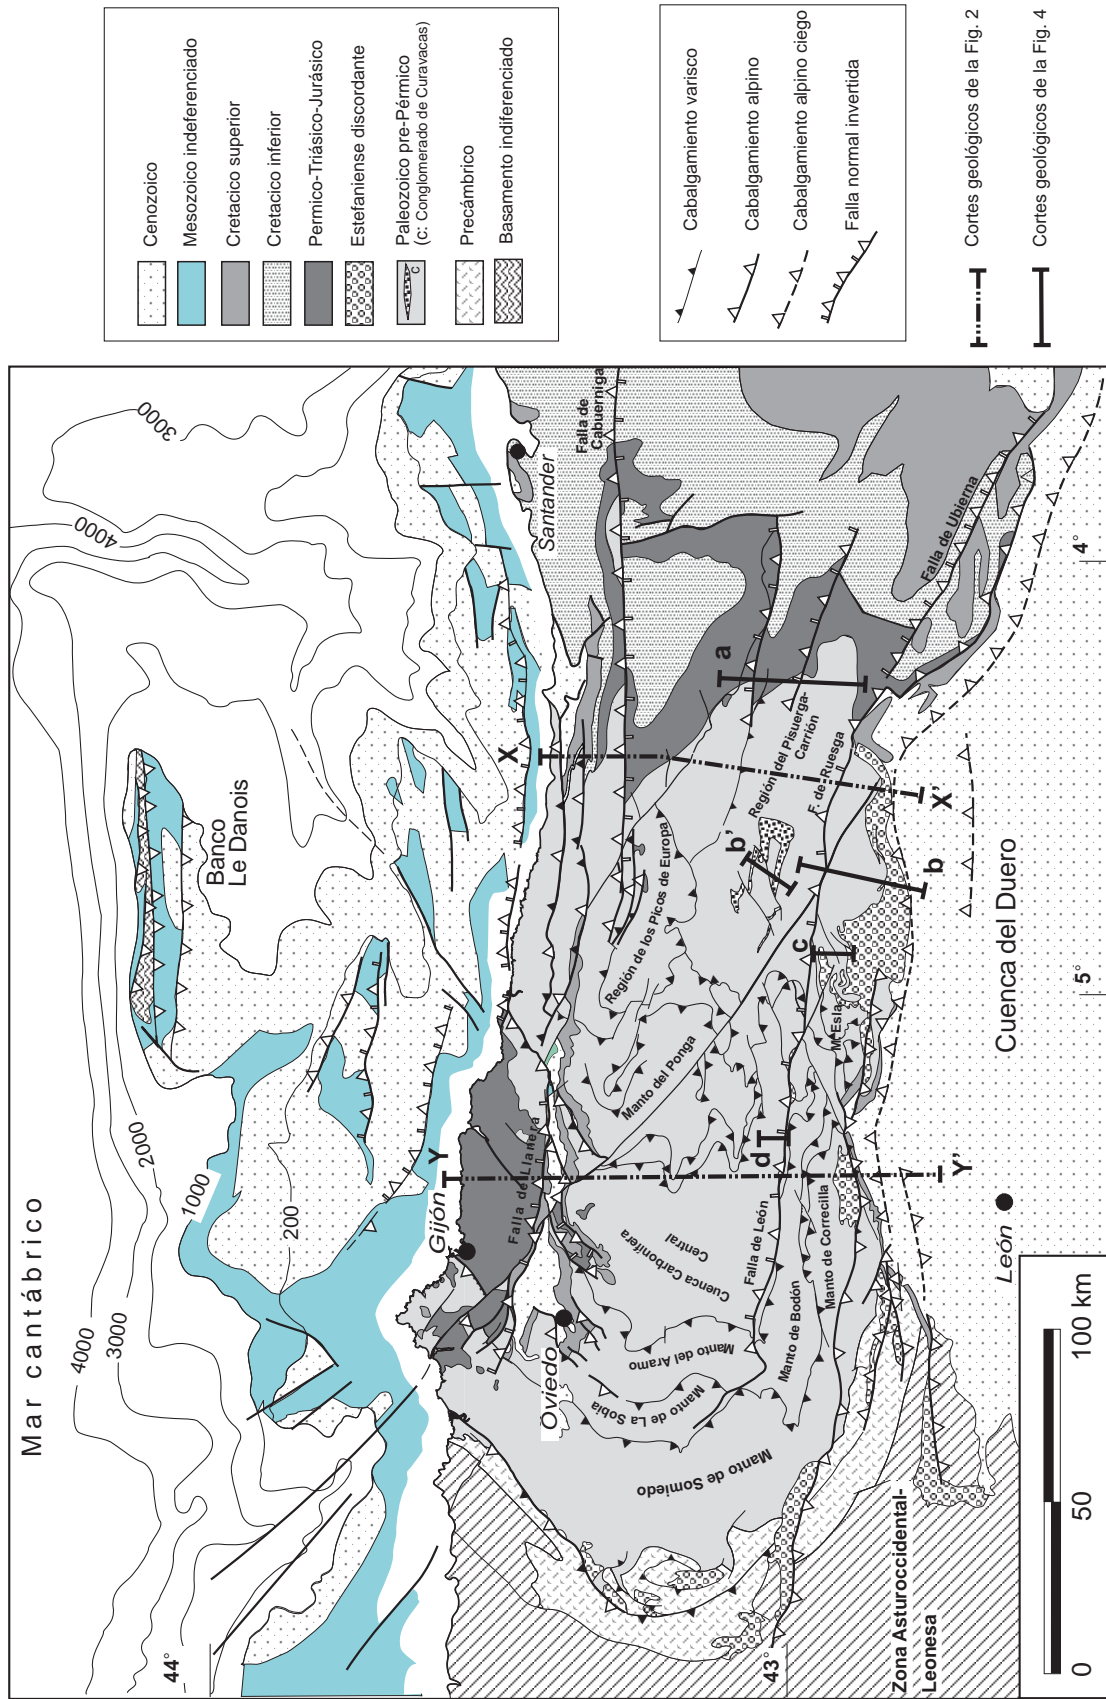 Mar cantábrico
4000
3000
2000
1000
200
4000
3000
Banco
Le Danois
44°
43°
5°
4°
Gijón
Oviedo
Santander
León
X
X'
Y
Y'
a
b
b'
c
d
Falla de Llanera
Falla de
Cabuerniga
Falla de Ubierna
F. de Ruesga
Falla de León
Región del Pisuerga-
Carrión
Región de los Picos de Europa
Manto del Ponga
M. Esla
Cuenca Carbonífera
Central
Manto del Aramo
Manto de La Sobia
Manto de Somiedo
Manto de Bodón
Manto de Correcilla
Zona Asturoccidental-
Leonesa
Cuenca del Duero
0
50
100 km
Cenozoico
Mesozoico indeferenciado
Cretacico superior
Cretacico inferior
Permico-Triásico-Jurásico
Estefaniense discordante
Paleozoico pre-Pérmico
(c: Conglomerado de Curavacas)
c
Precámbrico
Basamento indiferenciado
Cabalgamiento varisco
Cabalgamiento alpino
Cabalgamiento alpino ciego
Falla normal invertida
Cortes geológicos de la Fig. 2
Cortes geológicos de la Fig. 4